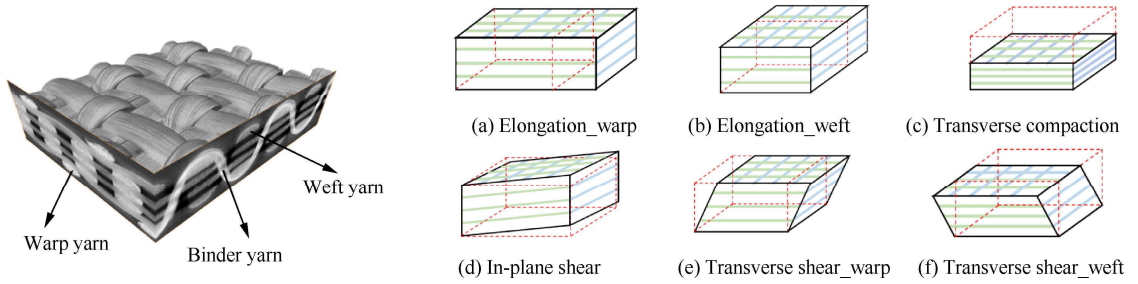 Weft yarn
Warp yarn
Binder yarn
(a) Elongation_warp
(b) Elongation_weft
(c) Transverse compaction
(d) In-plane shear
(e) Transverse shear_warp
(f) Transverse shear_weft